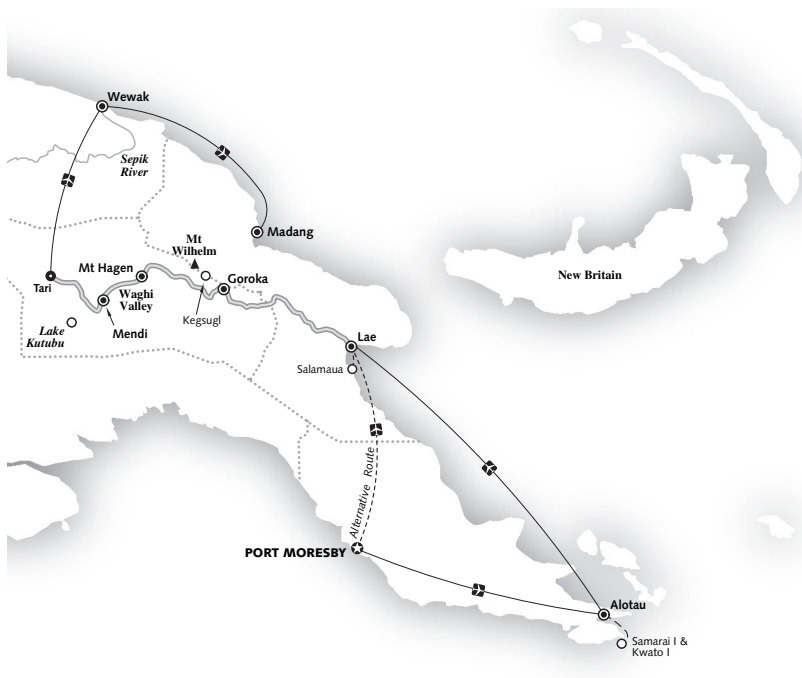 Wewak
Sepik
River
Madang
Mt
Wilhelm
Mt Hagen
Goroka
Tari
Waghi
Valley
New Britain
Kegsugl
Mendi
Lake
Kutubu
Lae
Salamaua
Alternative Route
PORT MORESBY
Alotau
Samarai I &
Kwato I